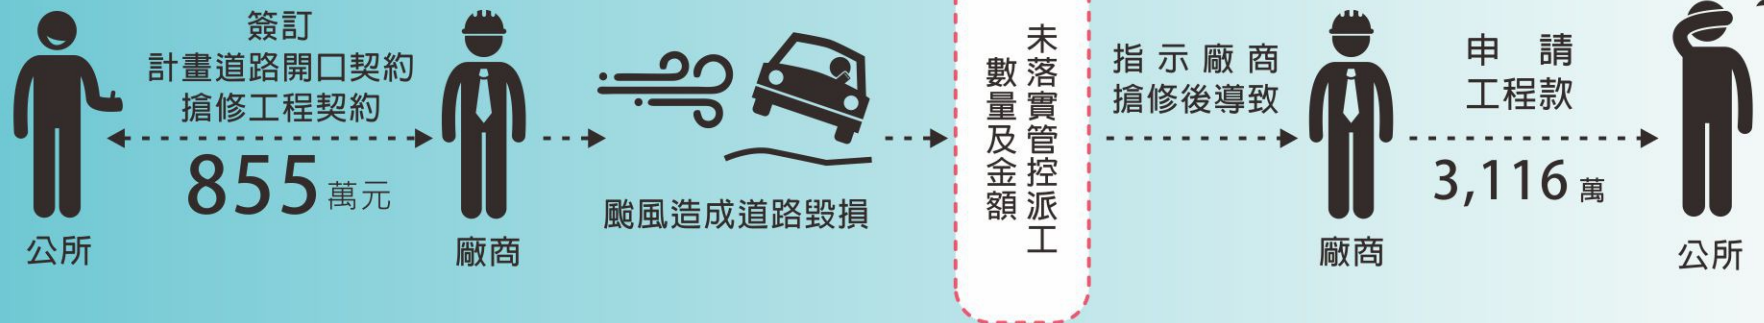 公所
簽訂
計畫道路開口契約
搶修工程契約
855萬元
廠商
颱風造成道路毀損
未落實管控派工
數量及金額
指示廠商
搶修後導致
廠商
申請
工程款
3,116萬
公所